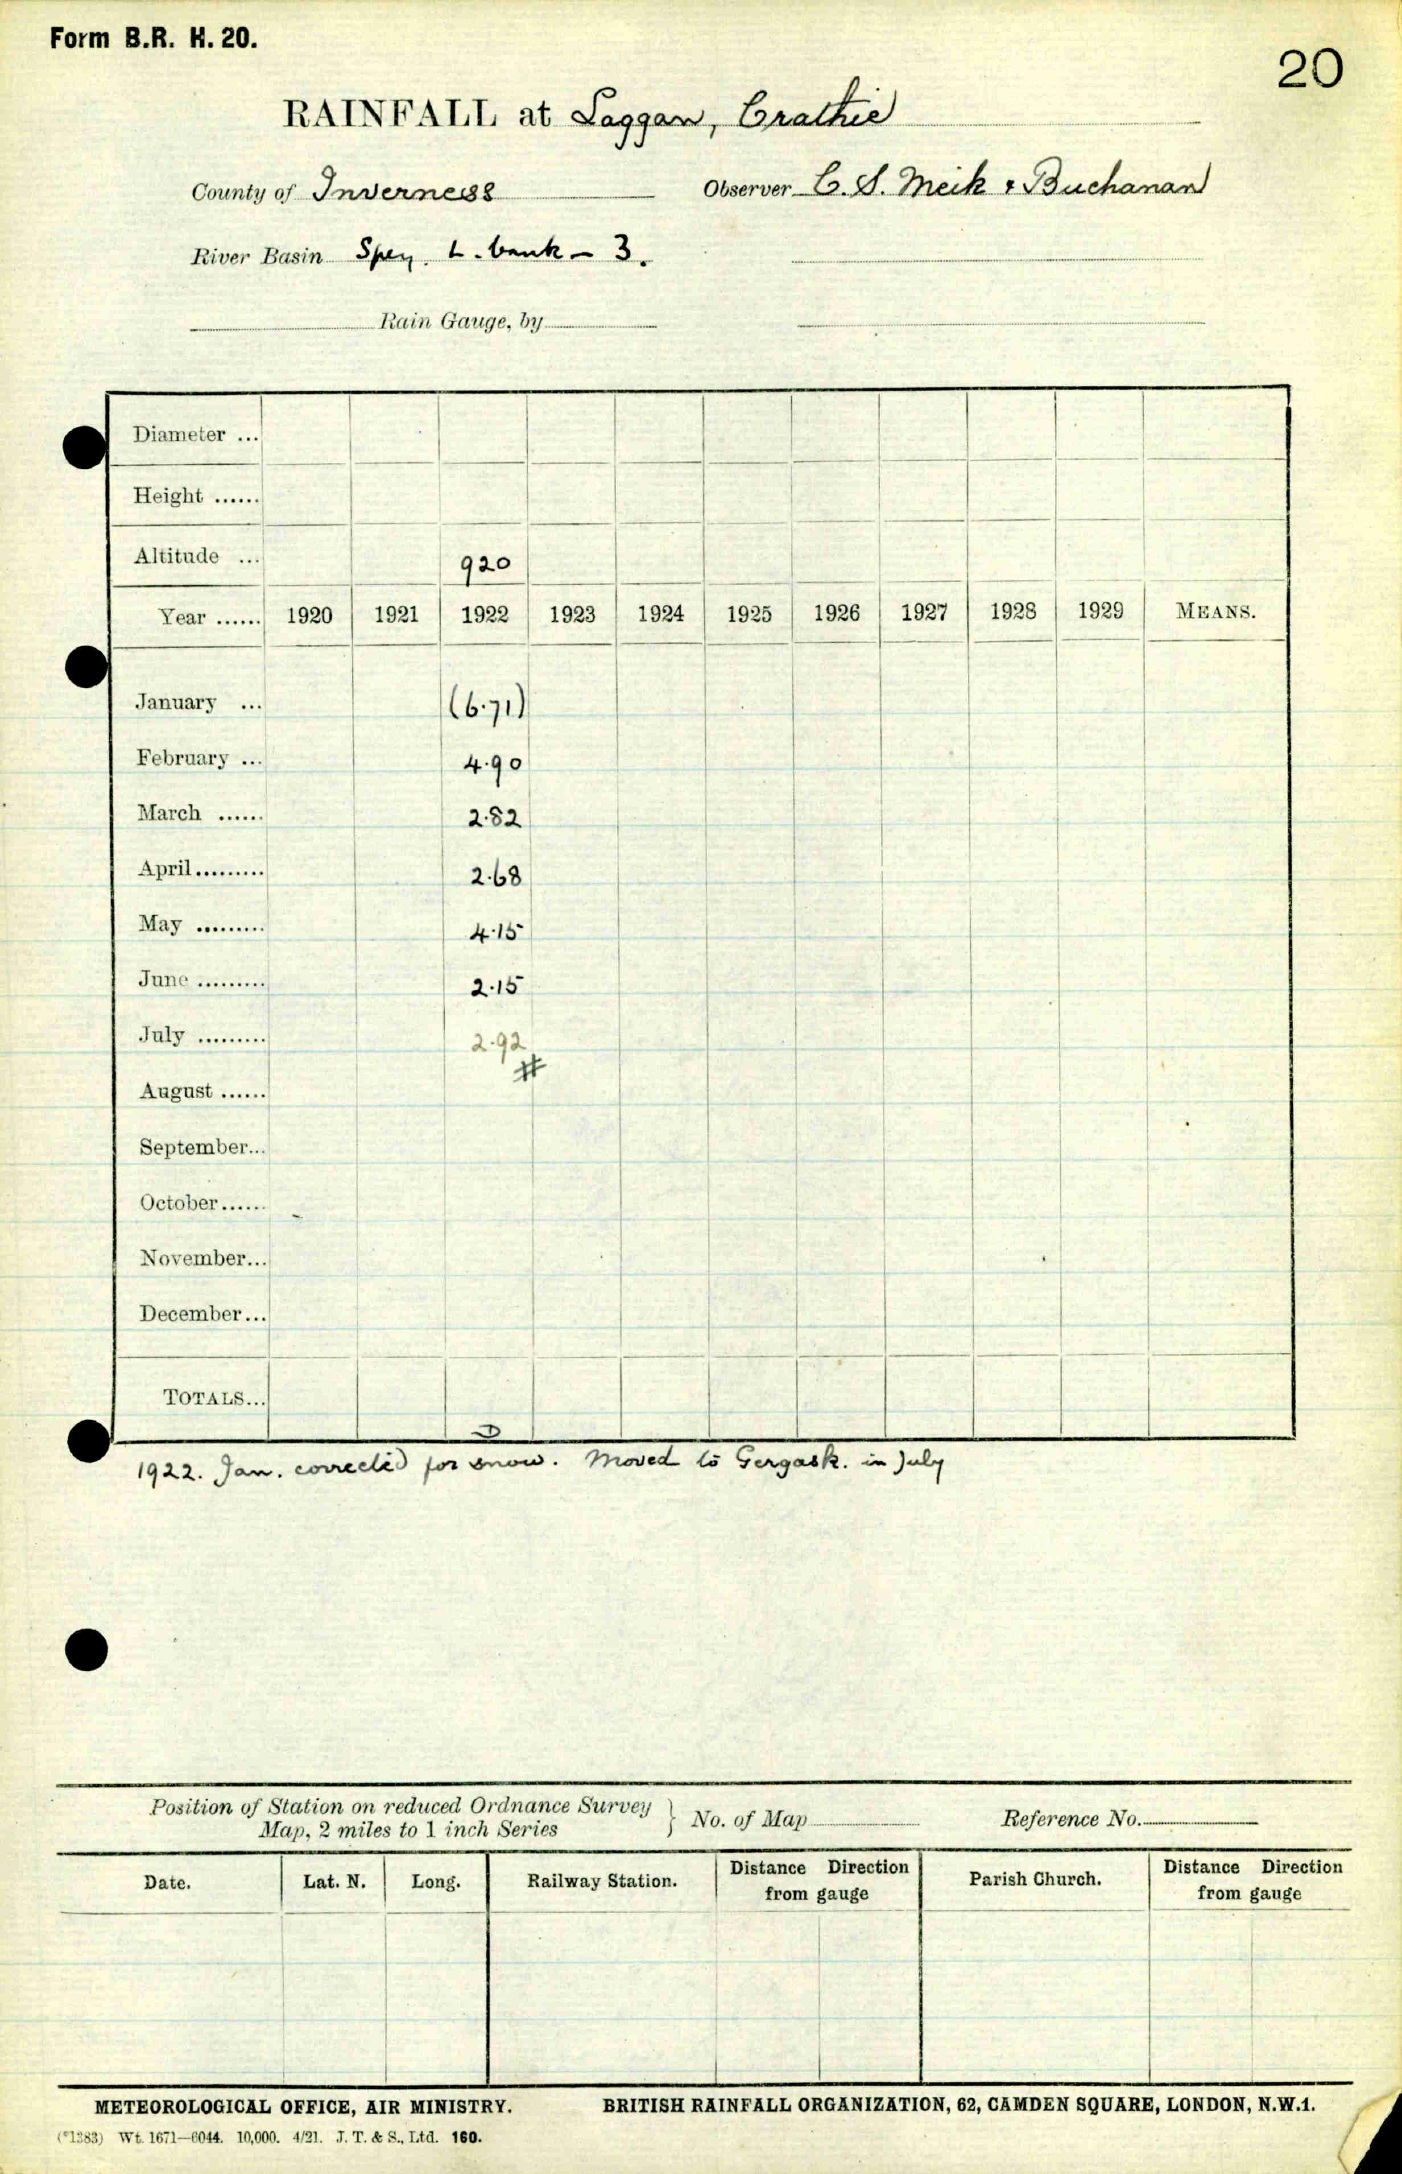 Form B.R. H. 20.
20
RAINFALL at Laggan, Crathie
County of Inverness Observer C. S. Meik & Buchanan
River Basin Spey. L. bank - 3.
Rain Gauge, by
Diameter ...
Height ......
Altitude ... 920
Year ...... 1920 1921 1922 1923 1924 1925 1926 1927 1928 1929 MEANS.
January ... (6.71)
February ... 4.90
March ...... 2.82
April......... 2.68
May ......... 4.15
June ......... 2.15
July ......... 2.92
#
August ......
September...
October......
November...
December...
TOTALS...
1922. Jan. corrected for snow. Moved to Gergask. in July
Position of Station on reduced Ordnance Survey
Map, 2 miles to 1 inch Series } No. of Map Reference No.
Date. Lat. N. Long. Railway Station. Distance Direction from gauge Parish Church. Distance Direction from gauge
METEOROLOGICAL OFFICE, AIR MINISTRY. BRITISH RAINFALL ORGANIZATION, 62, CAMDEN SQUARE, LONDON, N.W.1.
(*1383) Wt. 1671—6044. 10,000. 4/21. J. T. & S., Ltd. 160.